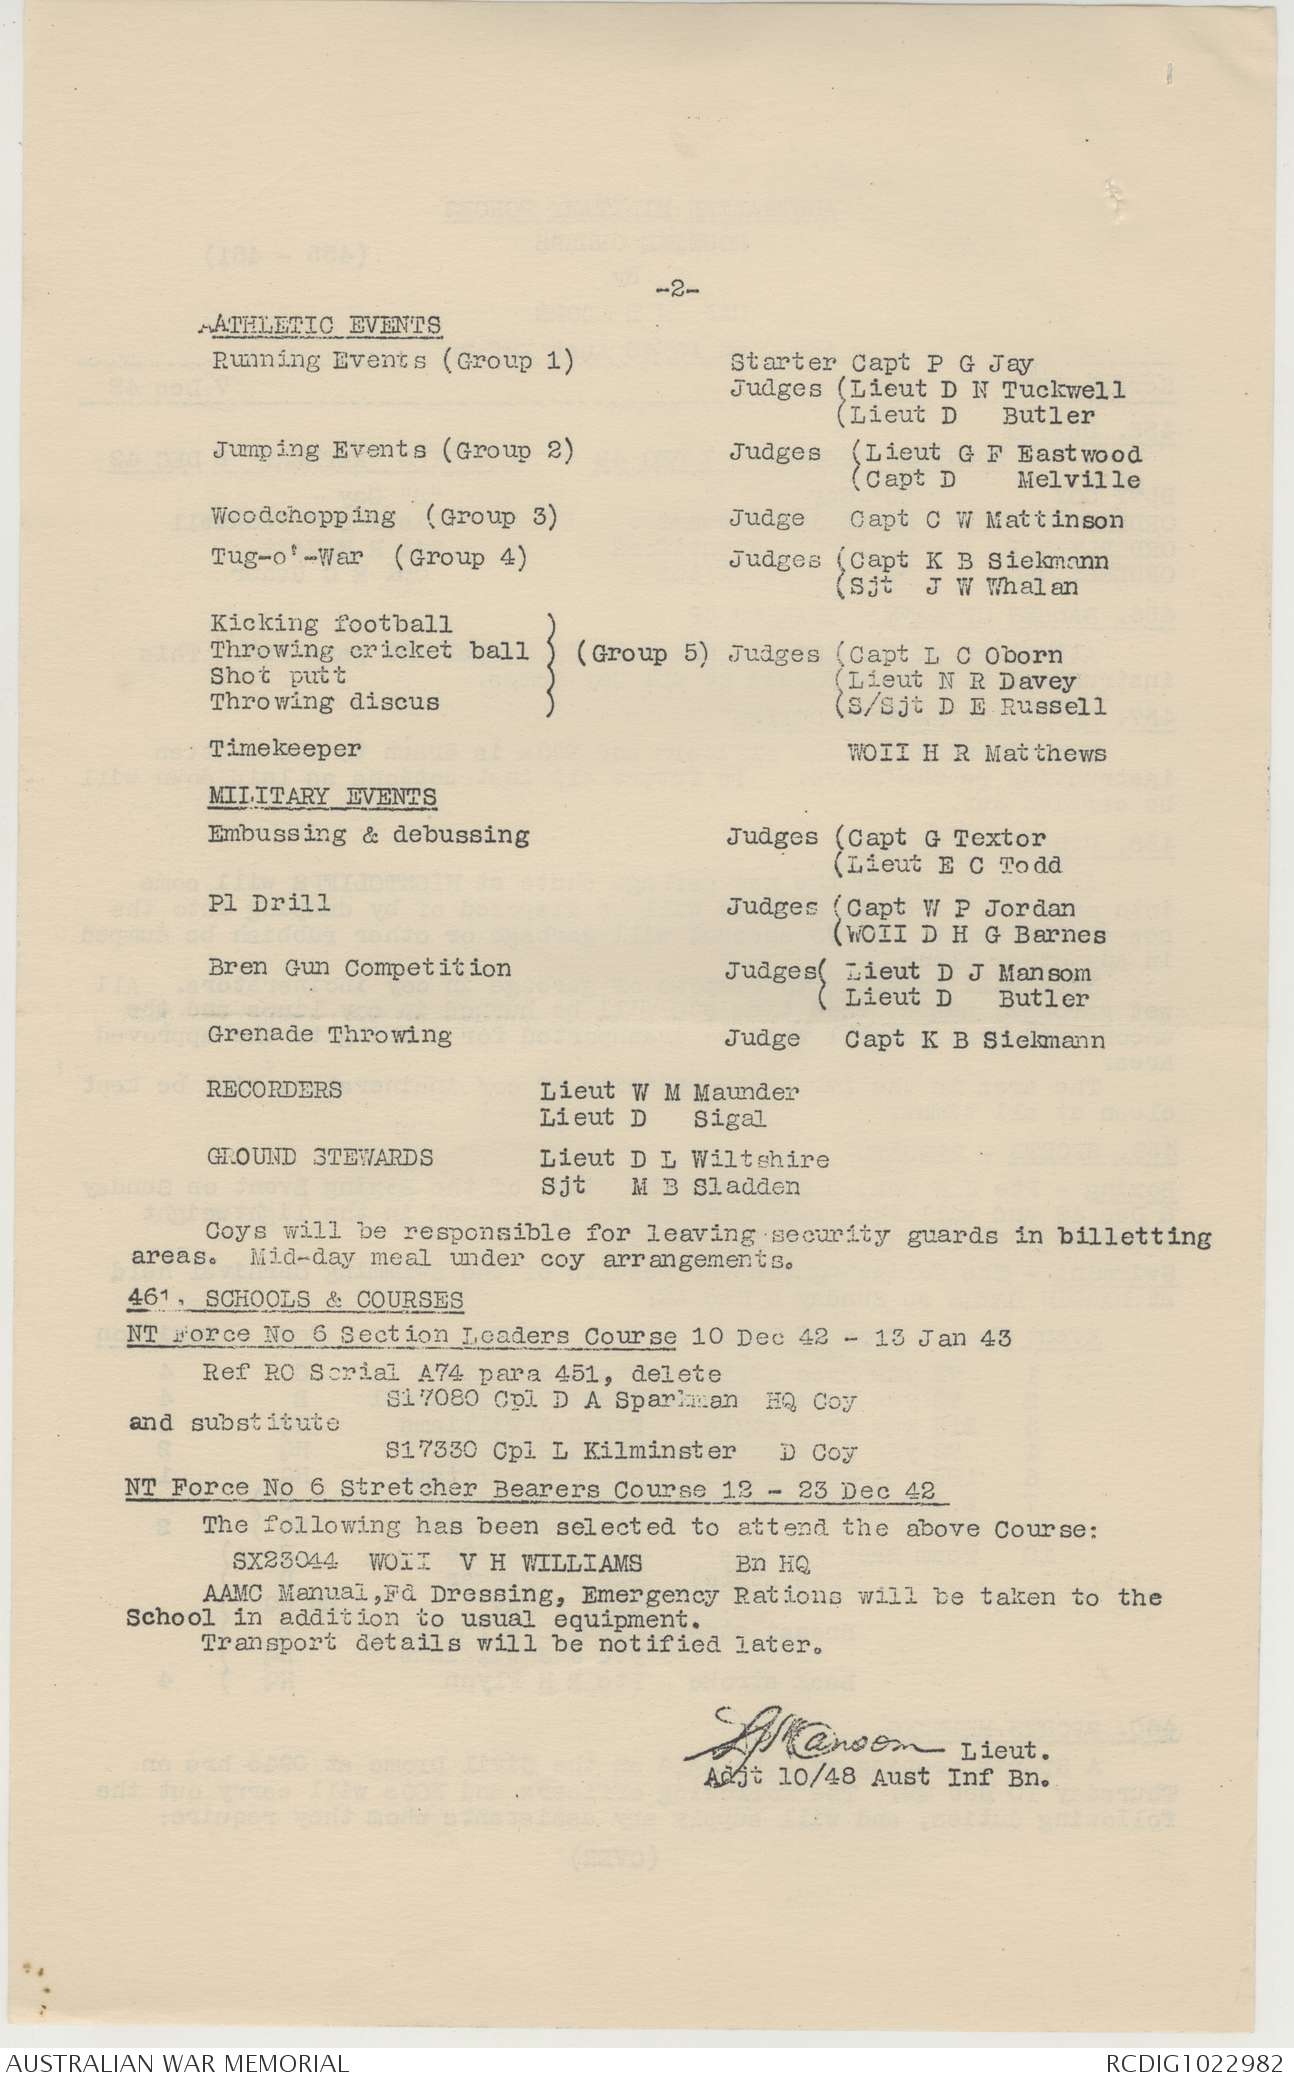 -2-
AATHLETIC EVENTS
Running Events (Group 1) Starter Capt P G Jay
Judges (Lieut D N Tuckwell
(Lieut D Butler
Jumping Events (Group 2) Judges (Lieut G F Eastwood
(Capt D Melville
Woodchopping (Group 3) Judge Capt C W Mattinson
Tug-o'-War (Group 4) Judges (Capt K B Siekmann
(Sjt J W Whalan
Kicking football )
Throwing cricket ball ) (Group 5) Judges (Capt L C Oborn
Shot putt ) (Lieut N R Davey
Throwing discus ) (S/Sjt D E Russell
Timekeeper WOII H R Matthews
MILITARY EVENTS
Embussing & debussing Judges (Capt G Textor
(Lieut E C Todd
Pl Drill Judges (Capt W P Jordan
(WOII D H G Barnes
Bren Gun Competition Judges( Lieut D J Mansom
( Lieut D Butler
Grenade Throwing Judge Capt K B Siekmann
RECORDERS Lieut W M Maunder
Lieut D Sigal
GROUND STEWARDS Lieut D L Wiltshire
Sjt M B Sladden
Coys will be responsible for leaving security guards in billetting
areas. Mid-day meal under coy arrangements.
461. SCHOOLS & COURSES
NT Force No 6 Section Leaders Course 10 Dec 42 - 13 Jan 43
Ref RO Serial A74 para 451, delete
S17080 Cpl D A Sparkman HQ Coy
and substitute
S17330 Cpl L Kilminster D Coy
NT Force No 6 Stretcher Bearers Course 12 - 23 Dec 42
The following has been selected to attend the above Course:
SX23044 WOII V H WILLIAMS Bn HQ
AAMC Manual,Fd Dressing, Emergency Rations will be taken to the
School in addition to usual equipment.
Transport details will be notified later.
DJMansom Lieut.
Adjt 10/48 Aust Inf Bn.
AUSTRALIAN WAR MEMORIAL RCDIG1022982